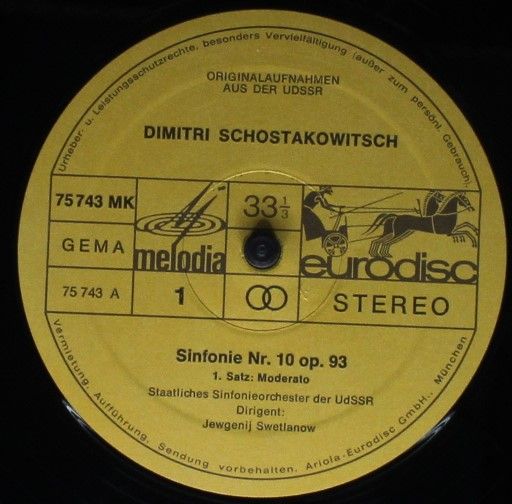 Urheber- u. Leistungsschutzrechte, besonders Vervielfältigung (außer zum persönl. Gebrauch),
ORIGINALAUFNAHMEN
AUS DER UDSSR
DIMITRI SCHOSTAKOWITSCH
75 743 MK
33 1/3
GEMA
melodia
eurodisc
75 743 A
1
STEREO
Sinfonie Nr. 10 op. 93
1. Satz: Moderato
Staatliches Sinfonieorchester der UdSSR
Dirigent:
Jewgenij Swetlanow
Vermietung, Aufführung, Sendung vorbehalten. Ariola-Eurodisc GmbH., München